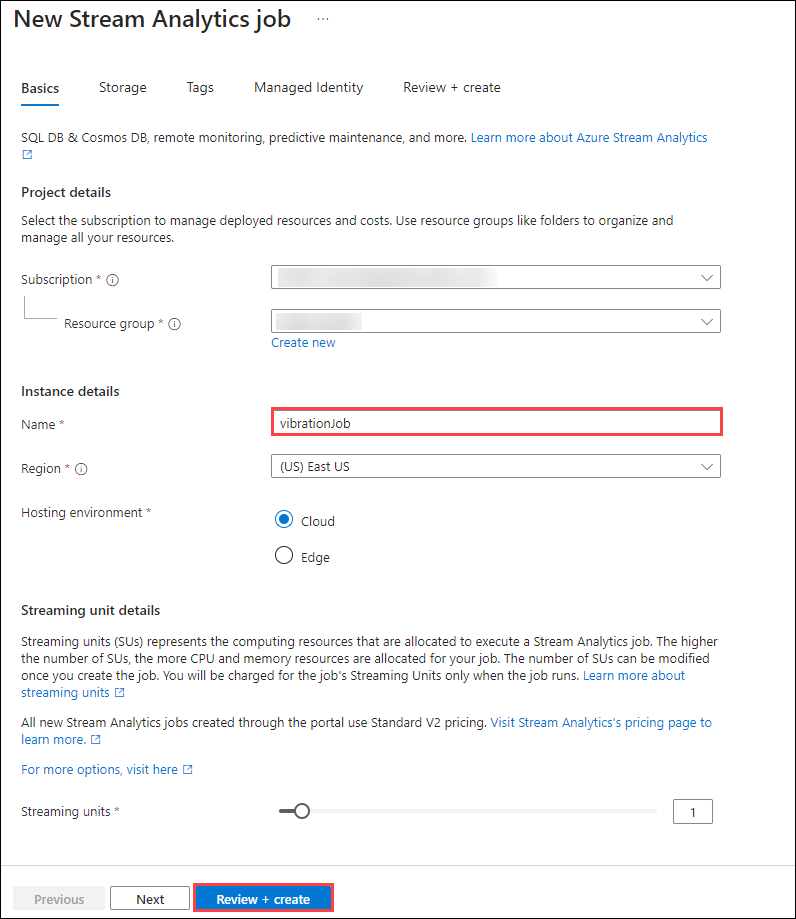 New Stream Analytics job ...
Basics Storage Tags Managed Identity Review + create
SQL DB & Cosmos DB, remote monitoring, predictive maintenance, and more. Learn more about Azure Stream Analytics
Project details
Select the subscription to manage deployed resources and costs. Use resource groups like folders to organize and
manage all your resources.
Subscription *
Resource group *
Create new
Instance details
Name * vibrationJob
Region * (US) East US
Hosting environment *
Cloud
Edge
Streaming unit details
Streaming units (SUs) represents the computing resources that are allocated to execute a Stream Analytics job. The higher
the number of SUs, the more CPU and memory resources are allocated for your job. The number of SUs can be modified
once you create the job. You will be charged for the job's Streaming Units only when the job runs. Learn more about
streaming units
All new Stream Analytics jobs created through the portal use Standard V2 pricing. Visit Stream Analytics's pricing page to
learn more.
For more options, visit here
Streaming units * 1
Previous Next Review + create